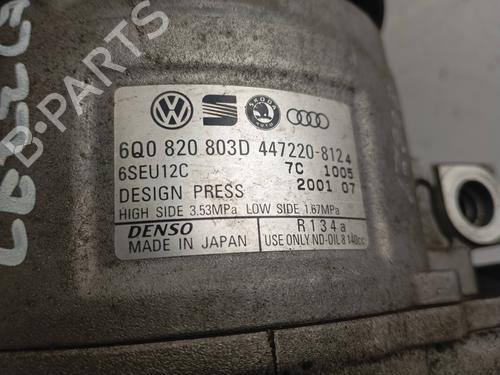 SKODA
AUTO
6Q0 820 803D 447220-8124
6SEU12C 7C 1005
DESIGN PRESS 2001 07
HIGH SIDE 3.53MPa LOW SIDE 1.67MPa
DENSO R134a
MADE IN JAPAN USE ONLY ND-OIL 8 140cc
B-PARTS